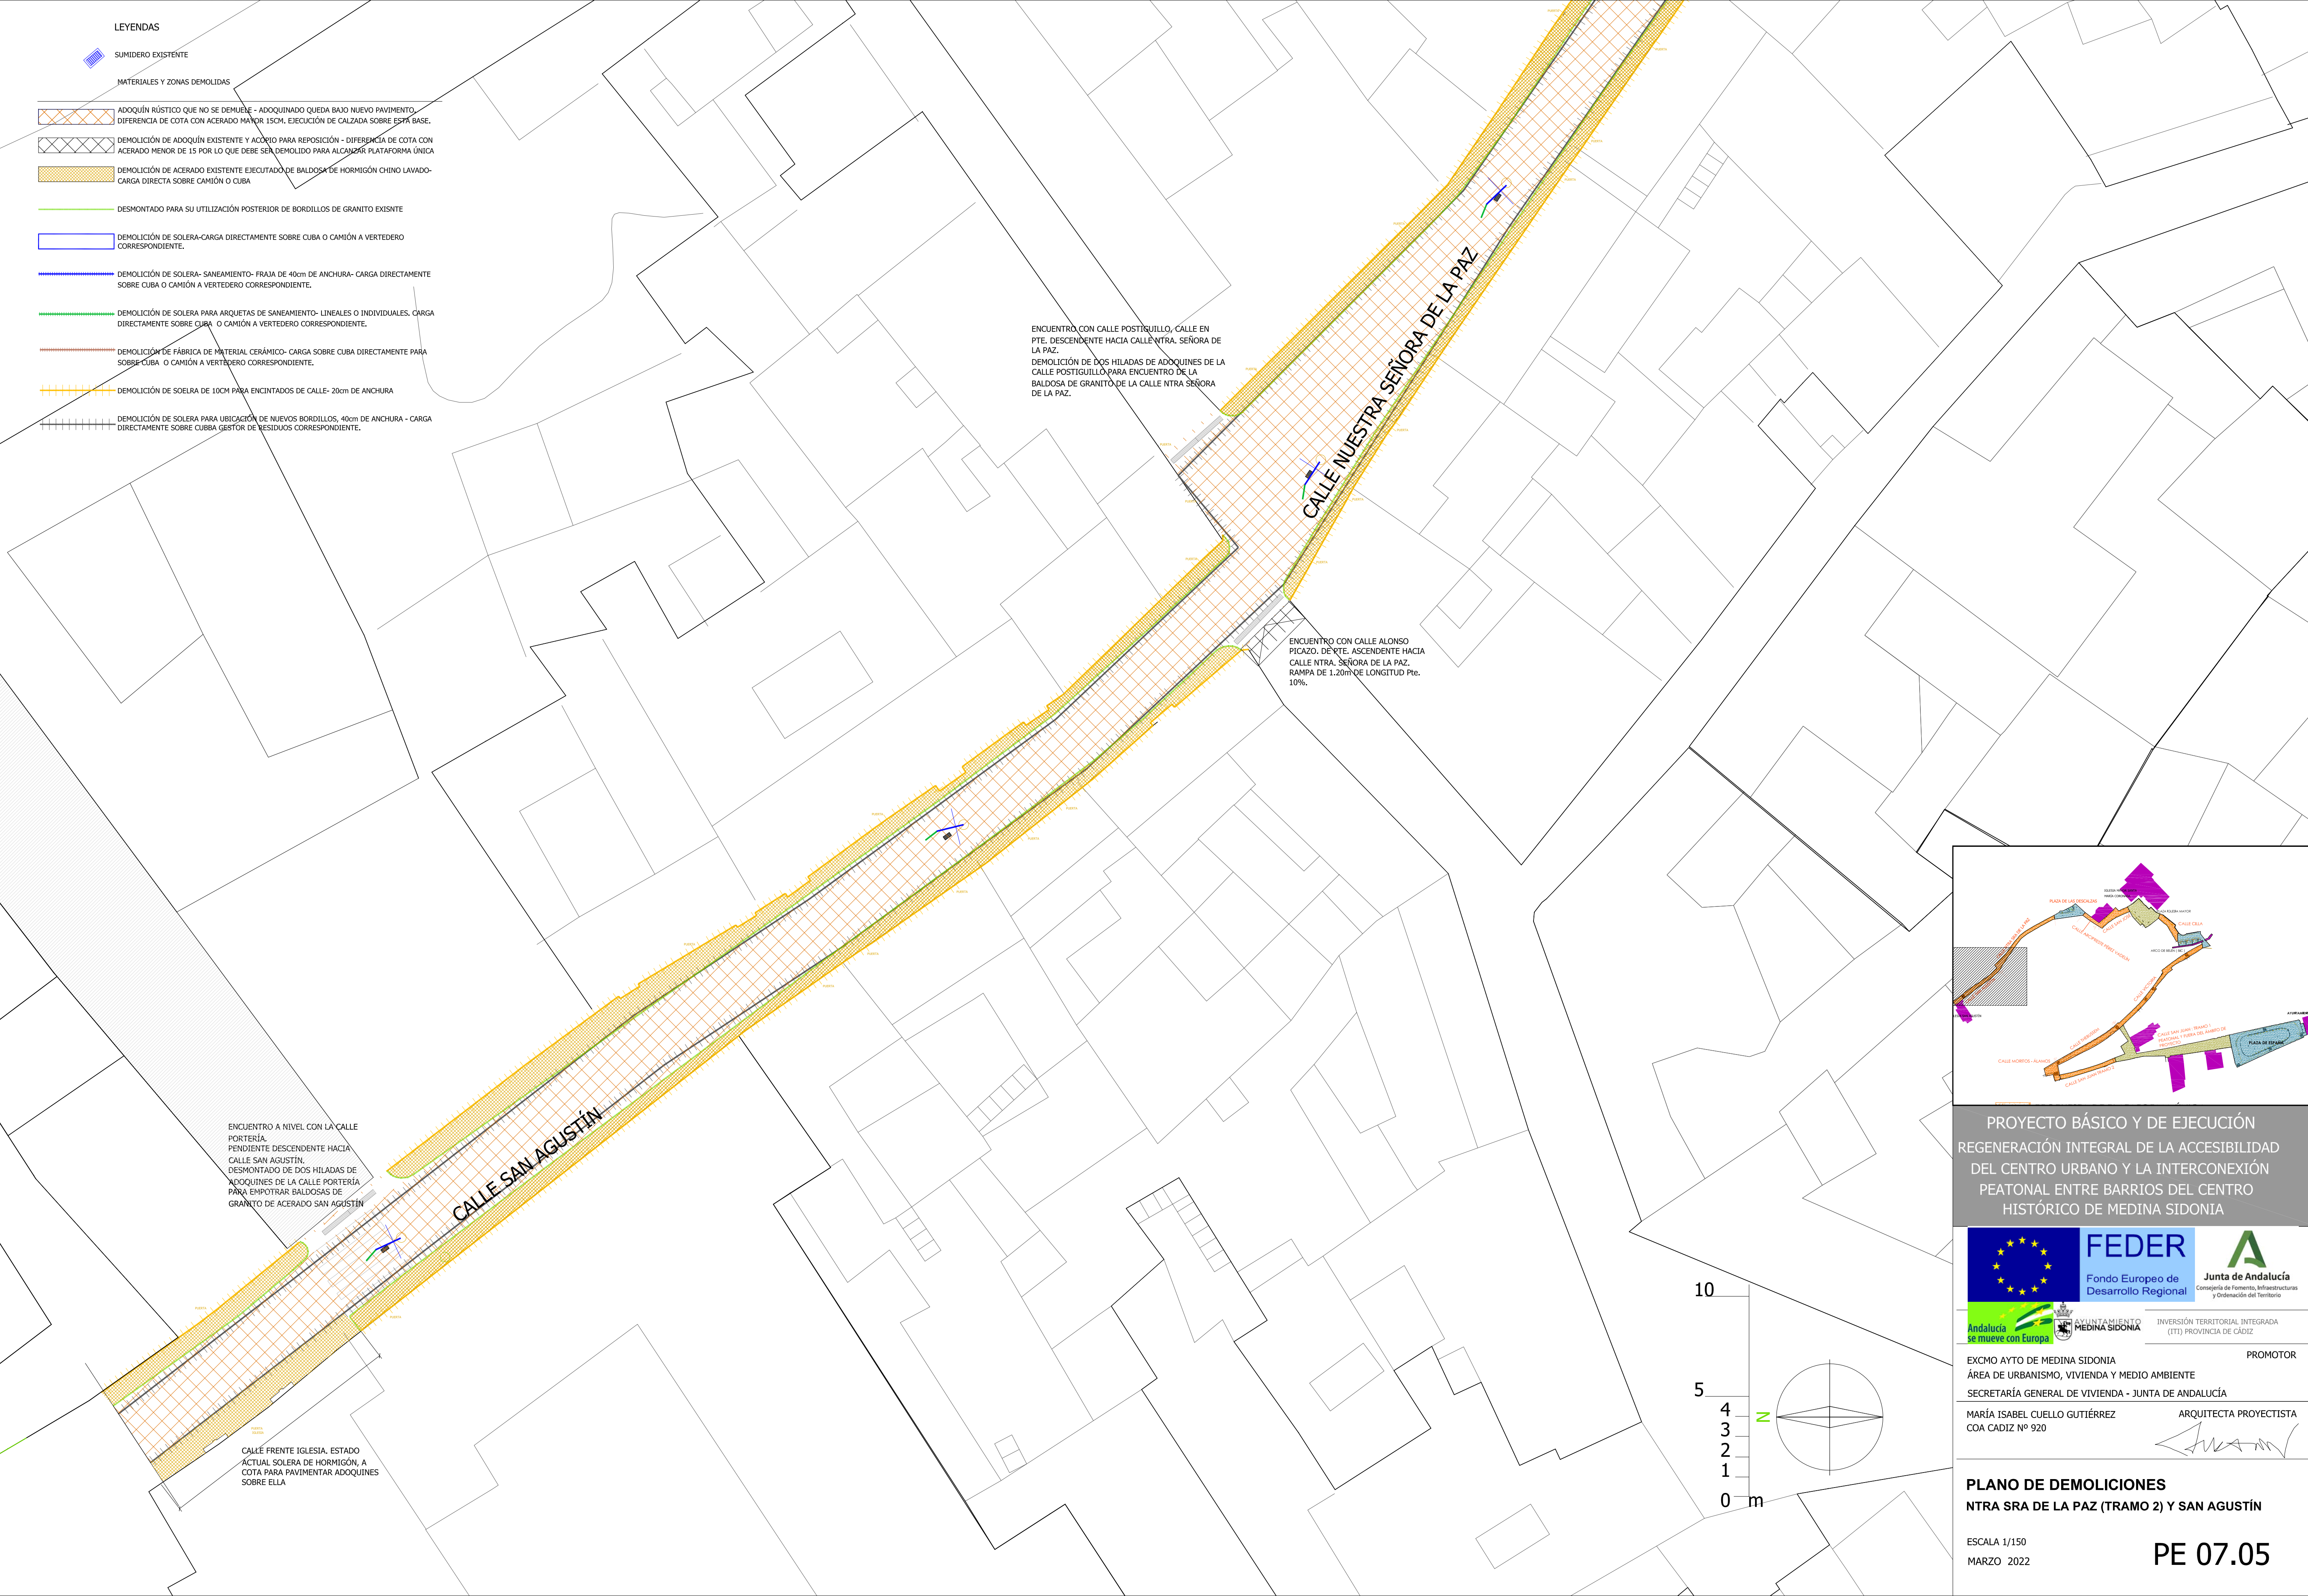 LEYENDAS
SUMIDERO EXISTENTE
MATERIALES Y ZONAS DEMOLIDAS
ADOQUÍN RÚSTICO QUE NO SE DEMUELE - ADOQUINADO QUEDA BAJO NUEVO PAVIMENTO.
DIFERENCIA DE COTA CON ACERADO MAYOR 15CM. EJECUCIÓN DE CALZADA SOBRE ESTA BASE.
DEMOLICIÓN DE ADOQUÍN EXISTENTE Y ACOPIO PARA REPOSICIÓN - DIFERENCIA DE COTA CON
ACERADO MENOR DE 15 POR LO QUE DEBE SER DEMOLIDO PARA ALCANZAR PLATAFORMA ÚNICA
DEMOLICIÓN DE ACERADO EXISTENTE EJECUTADO DE BALDOSA DE HORMIGÓN CHINO LAVADO-
CARGA DIRECTA SOBRE CAMIÓN O CUBA
DESMONTADO PARA SU UTILIZACIÓN POSTERIOR DE BORDILLOS DE GRANITO EXISNTE
DEMOLICIÓN DE SOLERA-CARGA DIRECTAMENTE SOBRE CUBA O CAMIÓN A VERTEDERO
CORRESPONDIENTE.
DEMOLICIÓN DE SOLERA- SANEAMIENTO- FRAJA DE 40cm DE ANCHURA- CARGA DIRECTAMENTE
SOBRE CUBA O CAMIÓN A VERTEDERO CORRESPONDIENTE.
DEMOLICIÓN DE SOLERA PARA ARQUETAS DE SANEAMIENTO- LINEALES O INDIVIDUALES. CARGA
DIRECTAMENTE SOBRE CUBA O CAMIÓN A VERTEDERO CORRESPONDIENTE.
DEMOLICIÓN DE FÁBRICA DE MATERIAL CERÁMICO- CARGA SOBRE CUBA DIRECTAMENTE PARA
SOBRE CUBA O CAMIÓN A VERTEDERO CORRESPONDIENTE.
DEMOLICIÓN DE SOELRA DE 10CM PARA ENCINTADOS DE CALLE- 20cm DE ANCHURA
DEMOLICIÓN DE SOLERA PARA UBICACIÓN DE NUEVOS BORDILLOS, 40cm DE ANCHURA - CARGA
DIRECTAMENTE SOBRE CUBBA GESTOR DE RESIDUOS CORRESPONDIENTE.
ENCUENTRO CON CALLE POSTIGUILLO, CALLE EN
PTE. DESCENDENTE HACIA CALLE NTRA. SEÑORA DE
LA PAZ.
DEMOLICIÓN DE DOS HILADAS DE ADOQUINES DE LA
CALLE POSTIGUILLO PARA ENCUENTRO DE LA
BALDOSA DE GRANITO DE LA CALLE NTRA SEÑORA
DE LA PAZ.
CALLE NUESTRA SEÑORA DE LA PAZ
ENCUENTRO CON CALLE ALONSO
PICAZO. DE PTE. ASCENDENTE HACIA
CALLE NTRA. SEÑORA DE LA PAZ.
RAMPA DE 1.20m DE LONGITUD Pte.
10%.
ENCUENTRO A NIVEL CON LA CALLE
PORTERÍA.
PENDIENTE DESCENDENTE HACIA
CALLE SAN AGUSTÍN.
DESMONTADO DE DOS HILADAS DE
ADOQUINES DE LA CALLE PORTERÍA
PARA EMPOTRAR BALDOSAS DE
GRANITO DE ACERADO SAN AGUSTÍN
CALLE SAN AGUSTÍN
CALLE FRENTE IGLESIA. ESTADO
ACTUAL SOLERA DE HORMIGÓN, A
COTA PARA PAVIMENTAR ADOQUINES
SOBRE ELLA
10
5
4
3
2
1
0 m
N
PLAZA DE LAS DESCALZAS
CALLE CILLA
CALLE MORITOS - ÁLAMOS
PLAZA DE ESPAÑA
PROYECTO BÁSICO Y DE EJECUCIÓN
REGENERACIÓN INTEGRAL DE LA ACCESIBILIDAD
DEL CENTRO URBANO Y LA INTERCONEXIÓN
PEATONAL ENTRE BARRIOS DEL CENTRO
HISTÓRICO DE MEDINA SIDONIA
FEDER
Fondo Europeo de
Desarrollo Regional
Junta de Andalucía
Consejería de Fomento, Infraestructuras
y Ordenación del Territorio
Andalucía
se mueve con Europa
AYUNTAMIENTO
MEDINA SIDONIA
INVERSIÓN TERRITORIAL INTEGRADA
(ITI) PROVINCIA DE CÁDIZ
PROMOTOR
EXCMO AYTO DE MEDINA SIDONIA
ÁREA DE URBANISMO, VIVIENDA Y MEDIO AMBIENTE
SECRETARÍA GENERAL DE VIVIENDA - JUNTA DE ANDALUCÍA
MARÍA ISABEL CUELLO GUTIÉRREZ
ARQUITECTA PROYECTISTA
COA CADIZ Nº 920
PLANO DE DEMOLICIONES
NTRA SRA DE LA PAZ (TRAMO 2) Y SAN AGUSTÍN
ESCALA 1/150
MARZO 2022
PE 07.05